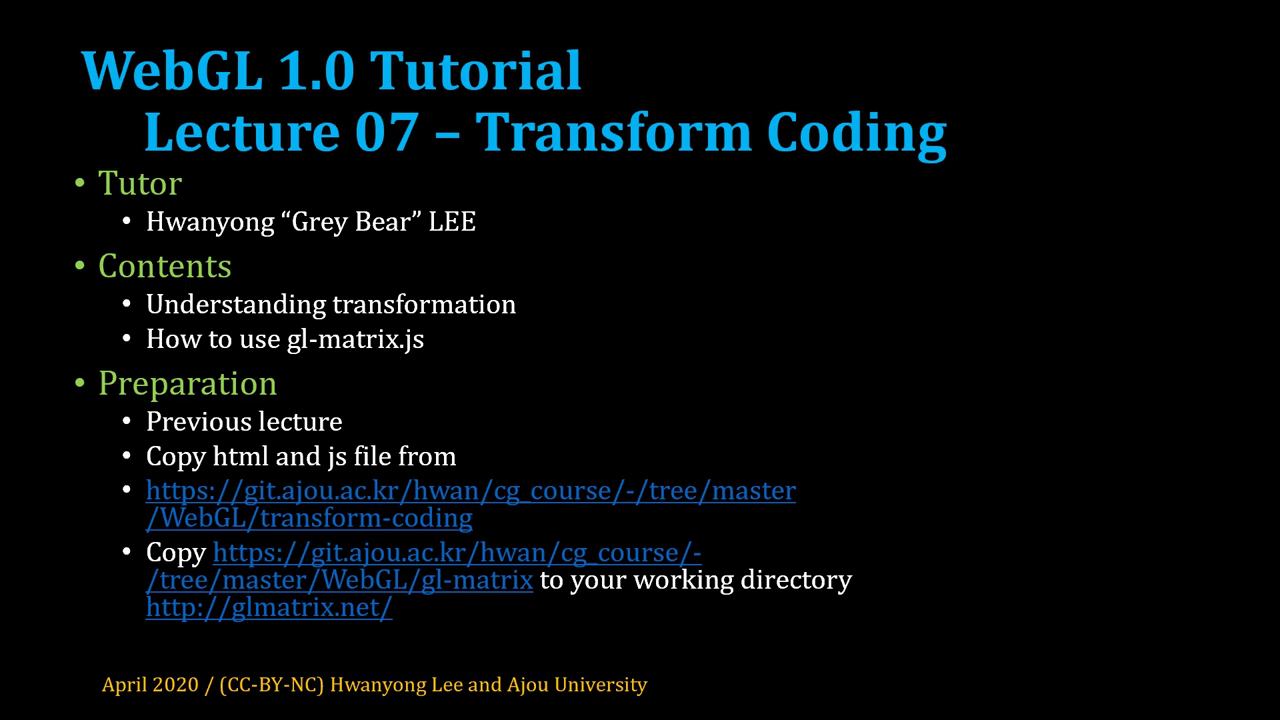 WebGL 1.0 Tutorial
Lecture 07 – Transform Coding
• Tutor
• Hwanyong “Grey Bear” LEE
• Contents
• Understanding transformation
• How to use gl-matrix.js
• Preparation
• Previous lecture
• Copy html and js file from
• https://git.ajou.ac.kr/hwan/cg_course/-/tree/master
/WebGL/transform-coding
• Copy https://git.ajou.ac.kr/hwan/cg_course/-
/tree/master/WebGL/gl-matrix to your working directory
http://glmatrix.net/
April 2020 / (CC-BY-NC) Hwanyong Lee and Ajou University